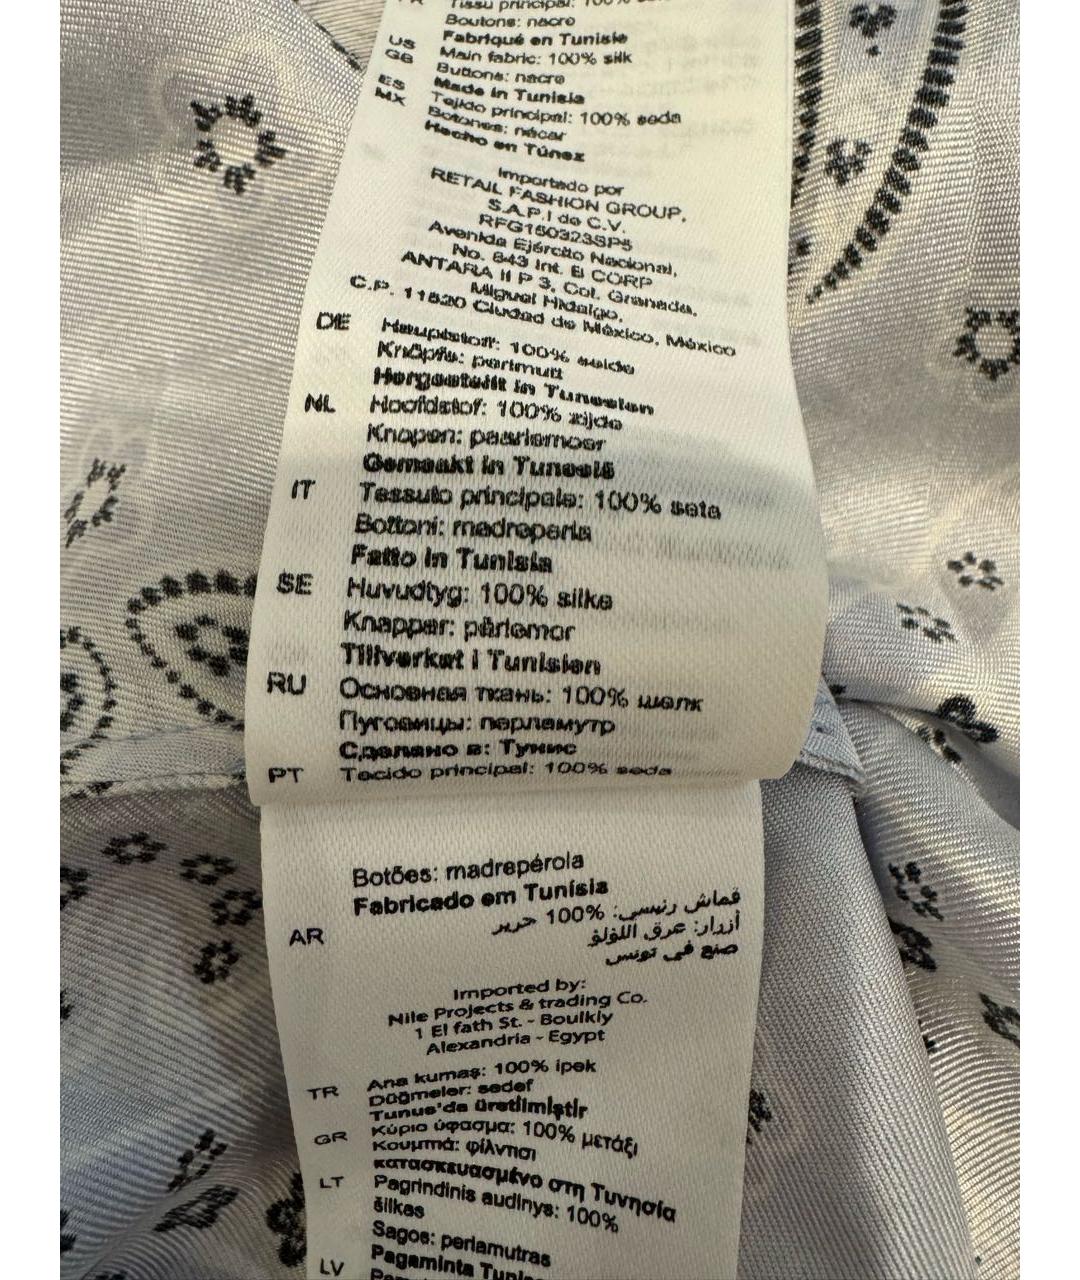 FR Tissu principal: 100%
Boutons: nacre
Fabriqué en Tunisie
US
GB Main fabric: 100% silk
Buttons: nacre
Made in Tunisia
ES
MX Tejido principal: 100% seda
Botones: nácar
Hecho en Túnez
Importado por
RETAIL FASHION GROUP,
S.A.P.I de C.V.
RFG150323SP5
Avenida Ejército Nacional,
No. 843 Int. B CORP
ANTARA II P 3, Col. Granada,
Miguel Hidalgo,
C.P. 11520 Ciudad de México, México
DE Hauptstoff: 100% seide
Knöpfe: perlmutt
Hergestellt in Tunesien
NL Hoofdstof: 100% zijde
Knopen: paarlemoer
Gemaakt in Tunesië
IT Tessuto principale: 100% seta
Bottoni: madreperla
Fatto in Tunisia
SE Huvudtyg: 100% silke
Knappar: pärlemor
Tillverkat i Tunisien
RU Основная ткань: 100% шелк
Пуговицы: перламутр
Сделано в: Тунис
PT Tecido principal: 100% seda
Botões: madrepérola
Fabricado em Tunísia
AR قماش رئيسي: 100% حرير
أزرار: عرق اللؤلؤ
صنع في تونس
Imported by:
Nile Projects & trading Co.
1 El fath St. - Boulkly
Alexandria - Egypt
TR Ana kumaş: 100% ipek
Düğmeler: sedef
Tunus'da üretilmiştir
GR Κύριο ύφασμα: 100% μετάξι
Κουμπιά: φίλντισι
κατασκευασμένο στη Τυνησία
LT Pagrindinis audinys: 100%
šilkas
Sagos: perlamutras
Pagaminta
LV